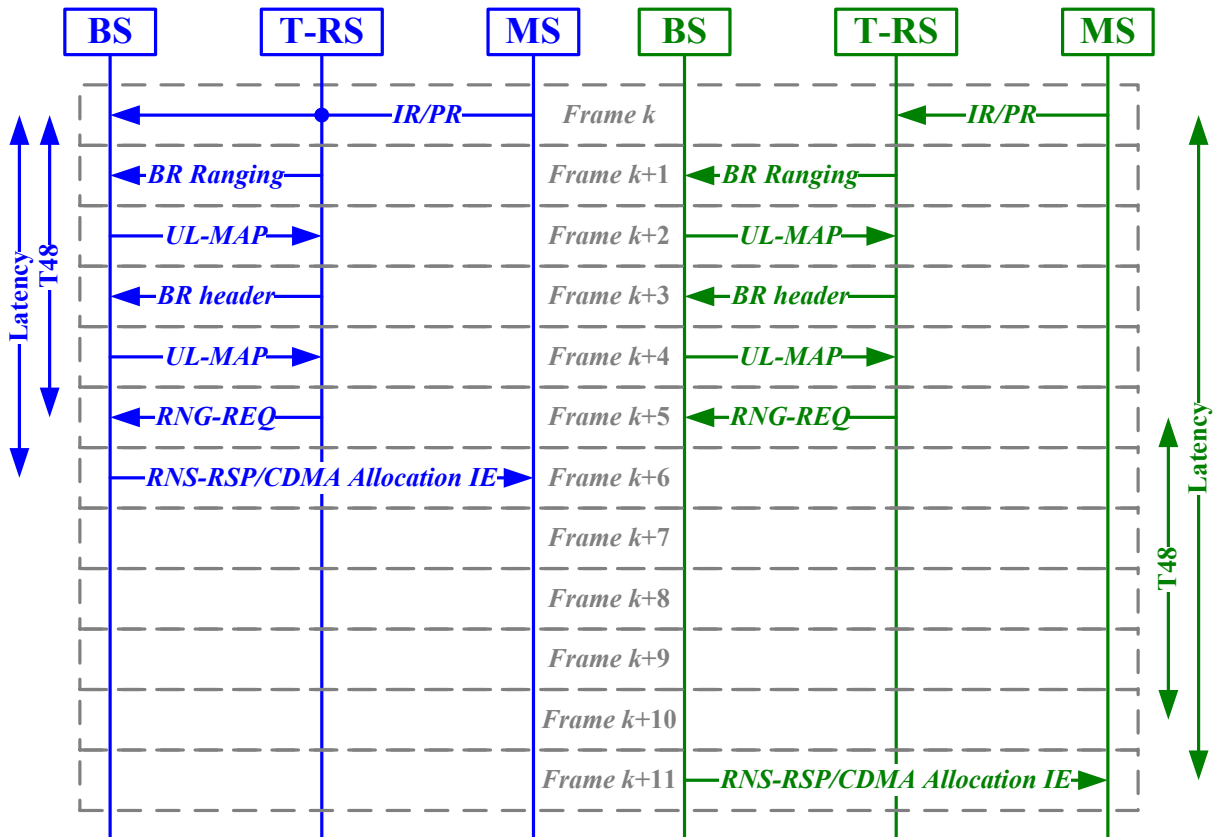 BS T-RS MS BS T-RS MS
IR/PR Frame k IR/PR
BR Ranging Frame k+1 BR Ranging
UL-MAP Frame k+2 UL-MAP
BR header Frame k+3 BR header
UL-MAP Frame k+4 UL-MAP
RNG-REQ Frame k+5 RNG-REQ
RNS-RSP/CDMA Allocation IE Frame k+6
Frame k+7
Frame k+8
Frame k+9
Frame k+10
Frame k+11 RNS-RSP/CDMA Allocation IE
Latency
T48
Latency
T48